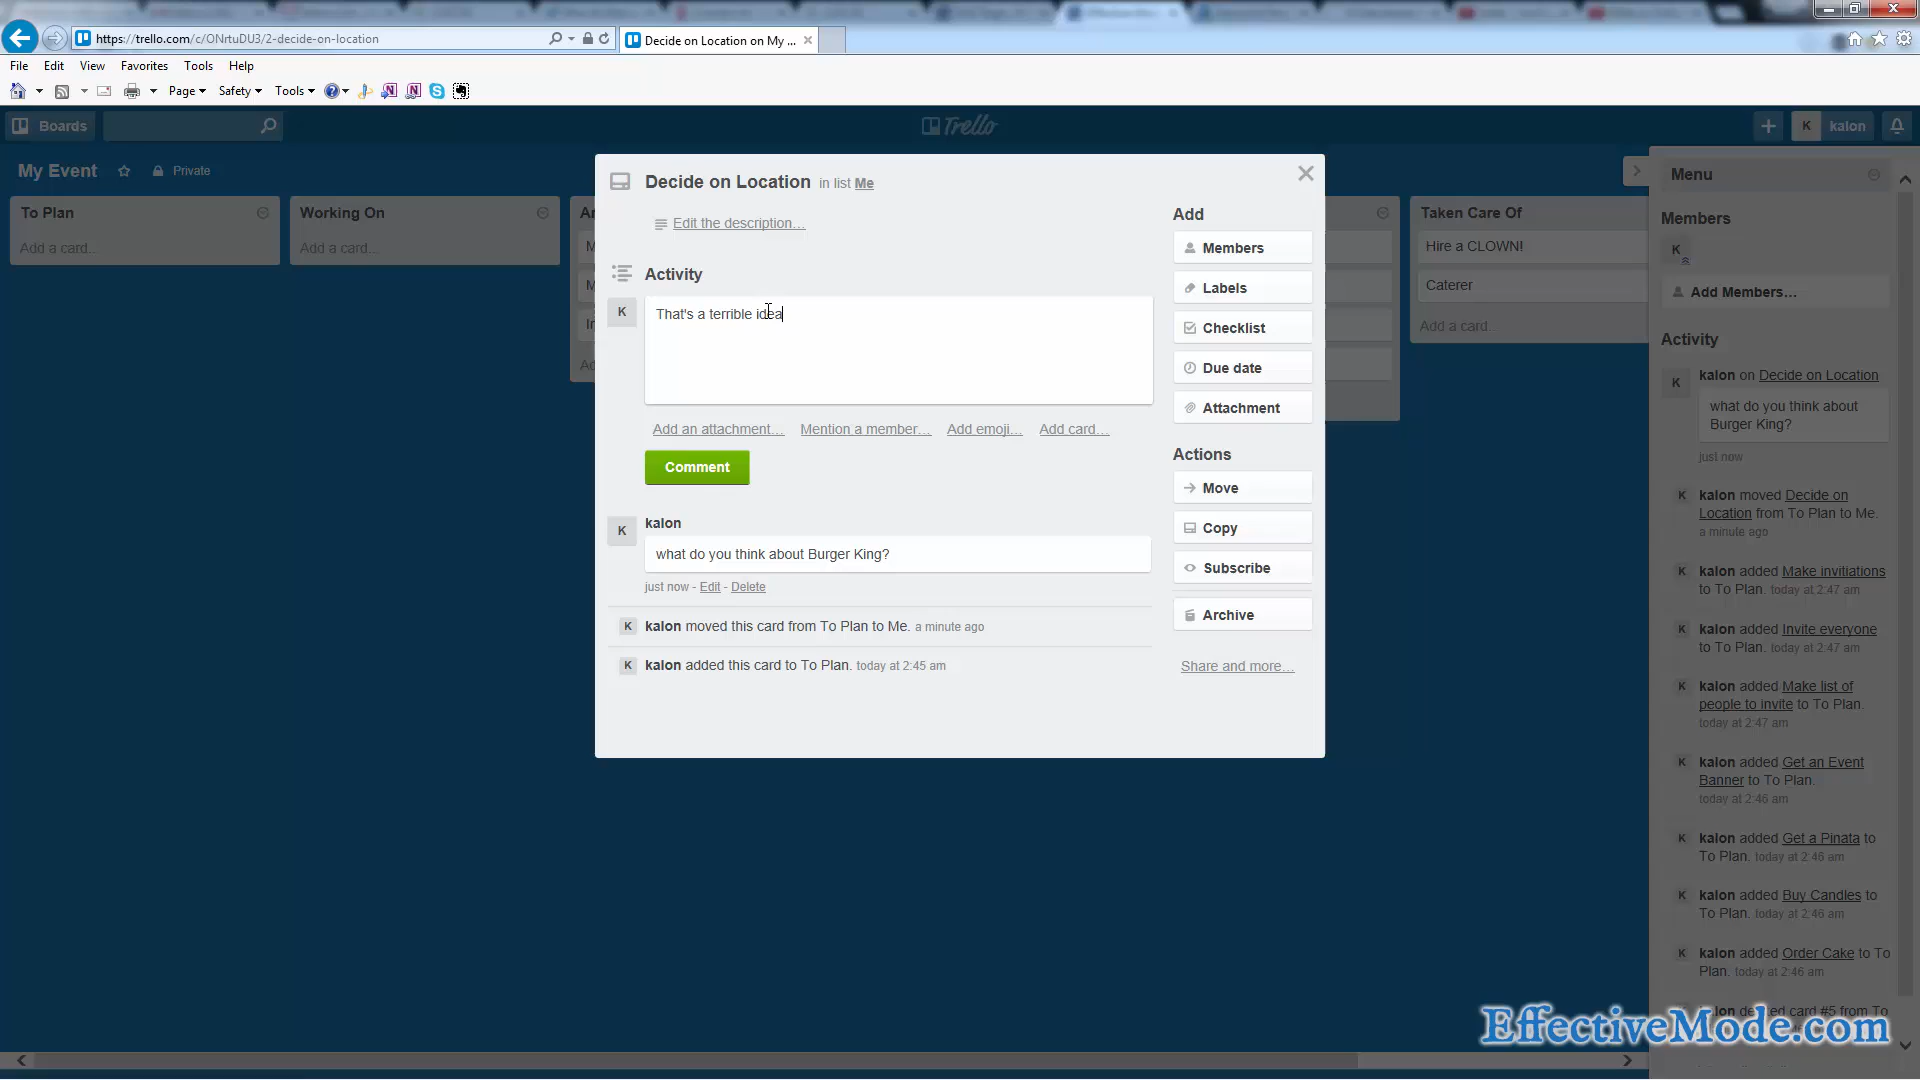 https://trello.com/c/ONrtuDU3/2-decide-on-location
Decide on Location on My ...
File Edit View Favorites Tools Help
Page Safety Tools
Boards
Trello
K kalon
My Event Private
To Plan
Add a card...
Working On
Add a card...
Taken Care Of
Hire a CLOWN!
Caterer
Add a card...
Decide on Location in list Me
Edit the description...
Activity
K
That's a terrible idea
Add an attachment... Mention a member... Add emoji... Add card...
Comment
K
kalon
what do you think about Burger King?
just now - Edit - Delete
K kalon moved this card from To Plan to Me. a minute ago
K kalon added this card to To Plan. today at 2:45 am
Add
Members
Labels
Checklist
Due date
Attachment
Actions
Move
Copy
Subscribe
Archive
Share and more...
Menu
Members
K
Add Members...
Activity
K kalon on Decide on Location
what do you think about
Burger King?
just now
K kalon moved Decide on
Location from To Plan to Me.
a minute ago
K kalon added Make invitiations
to To Plan. today at 2:47 am
K kalon added Invite everyone
to To Plan. today at 2:47 am
K kalon added Make list of
people to invite to To Plan.
today at 2:47 am
K kalon added Get an Event
Banner to To Plan.
today at 2:46 am
K kalon added Get a Pinata to
To Plan. today at 2:46 am
K kalon added Buy Candles to
To Plan. today at 2:46 am
K kalon added Order Cake to To
Plan. today at 2:46 am
card #5 from To
EffectiveMode.com